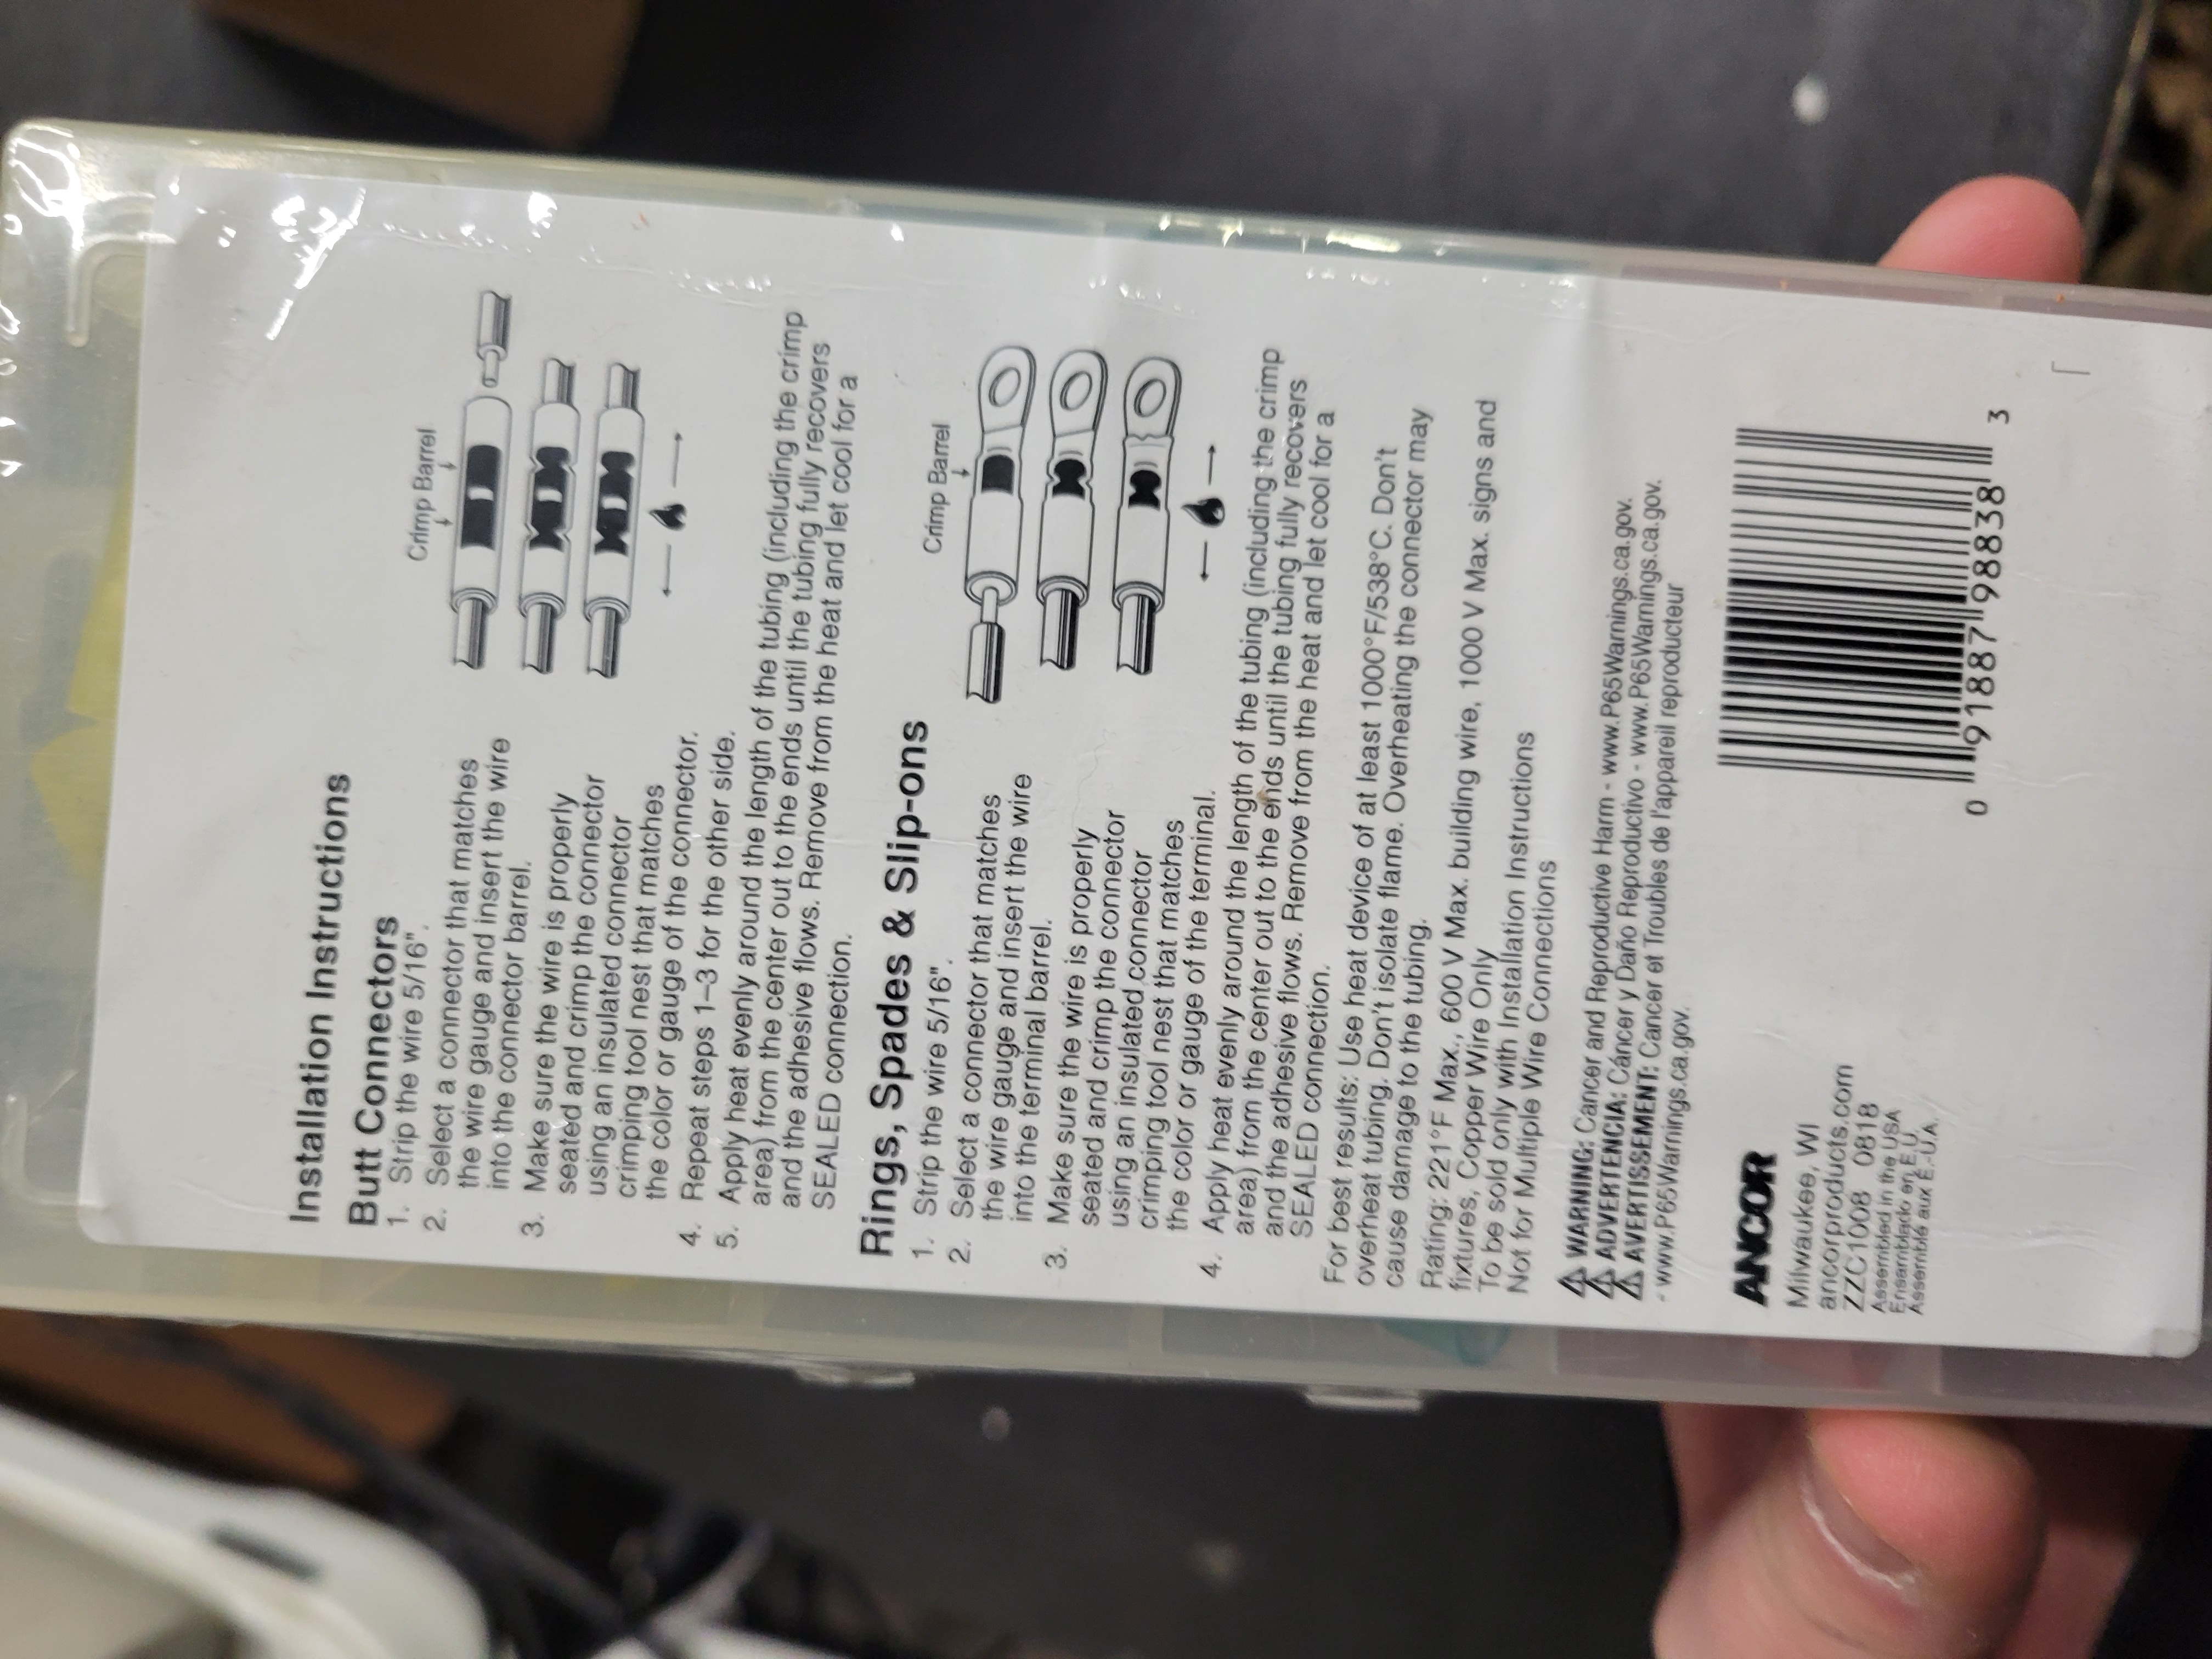 Installation Instructions
Butt Connectors
1. Strip the wire 5/16".
2. Select a connector that matches
the wire gauge and insert the wire
into the connector barrel.
3. Make sure the wire is properly
seated and crimp the connector
using an insulated connector
crimping tool nest that matches
the color or gauge of the connector.
4. Repeat steps 1–3 for the other side.
5. Apply heat evenly around the length of the tubing (including the crimp
area) from the center out to the ends until the tubing fully recovers
and the adhesive flows. Remove from the heat and let cool for a
SEALED connection.
Crimp Barrel
Rings, Spades & Slip-ons
1. Strip the wire 5/16".
2. Select a connector that matches
the wire gauge and insert the wire
into the terminal barrel.
3. Make sure the wire is properly
seated and crimp the connector
using an insulated connector
crimping tool nest that matches
the color or gauge of the terminal.
4. Apply heat evenly around the length of the tubing (including the crimp
area) from the center out to the ends until the tubing fully recovers
and the adhesive flows. Remove from the heat and let cool for a
SEALED connection.
Crimp Barrel
For best results: Use heat device of at least 1000°F/538°C. Don't
overheat tubing. Don't isolate flame. Overheating the connector may
cause damage to the tubing.
Rating: 221°F Max., 600 V Max. building wire, 1000 V Max. signs and
fixtures, Copper Wire Only
To be sold only with Installation Instructions
Not for Multiple Wire Connections
⚠ WARNING: Cancer and Reproductive Harm - www.P65Warnings.ca.gov.
⚠ ADVERTENCIA: Cáncer y Daño Reproductivo - www.P65Warnings.ca.gov.
⚠ AVERTISSEMENT: Cancer et Troubles de l'appareil reproducteur
- www.P65Warnings.ca.gov.
ANCOR
Milwaukee, WI
ancorproducts.com
ZZC1008 0818
Assembled in the USA
Ensamblado en E.U.
Assemblé aux É.-U.A.
0 91887 98838 3